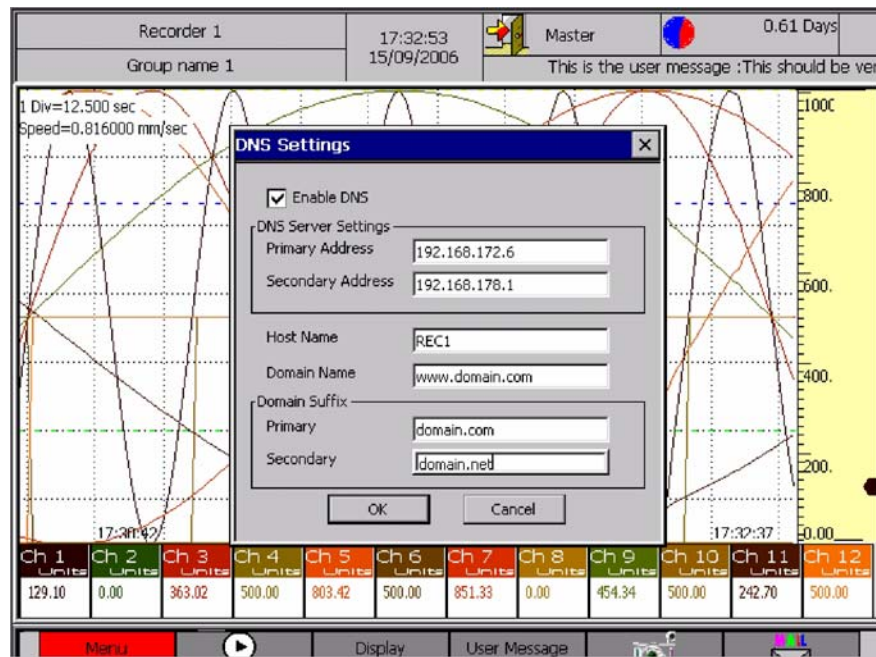 Recorder 1
Group name 1
17:32:53
15/09/2006
Master
0.61 Days
This is the user message :This should be ver
1 Div=12.500 sec
Speed=0.816000 mm/sec
DNS Settings
Enable DNS
DNS Server Settings
Primary Address 192.168.172.6
Secondary Address 192.168.178.1
Host Name REC1
Domain Name www.domain.com
Domain Suffix
Primary domain.com
Secondary domain.net
OK Cancel
800.
600.
400.
200.
0.00
17:30:42
17:32:37
Ch 1 Ch 2 Ch 3 Ch 4 Ch 5 Ch 6 Ch 7 Ch 8 Ch 9 Ch 10 Ch 11 Ch 12
Units Units Units Units Units Units Units Units Units Units Units Units
129.10 0.00 363.02 500.00 803.42 500.00 851.33 0.00 454.34 500.00 242.70 500.00
Menu Display User Message MAIL